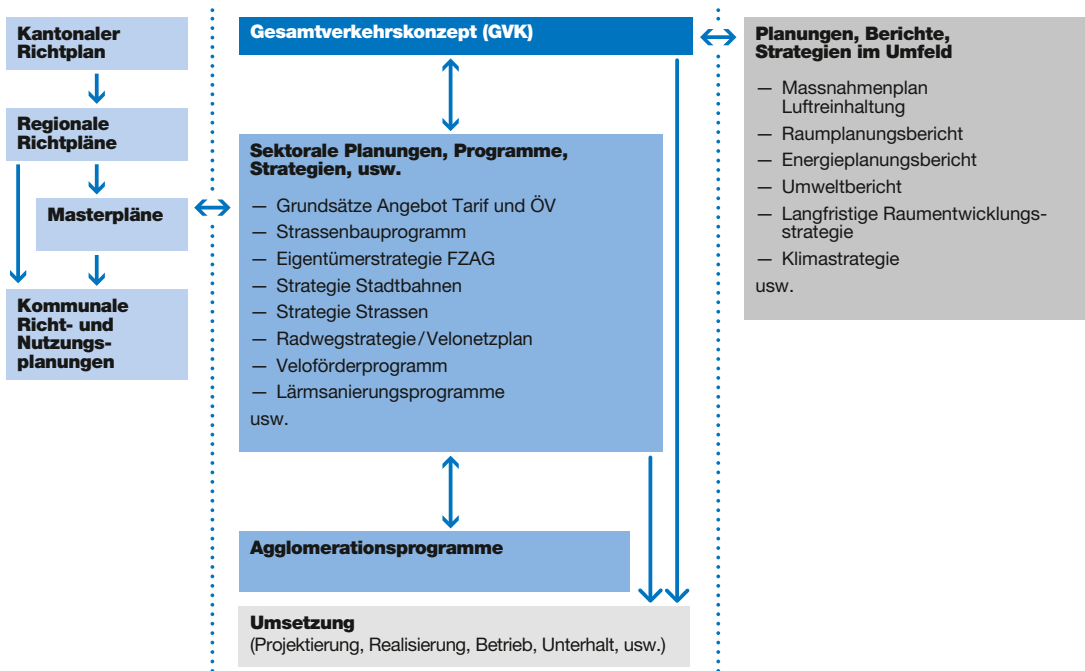 Kantonaler
Richtplan
Regionale
Richtpläne
Masterpläne
Kommunale
Richt- und
Nutzungs-
planungen
Gesamtverkehrskonzept (GVK)
Sektorale Planungen, Programme,
Strategien, usw.
— Grundsätze Angebot Tarif und ÖV
— Strassenbauprogramm
— Eigentümerstrategie FZAG
— Strategie Stadtbahnen
— Strategie Strassen
— Radwegstrategie/Velonetzplan
— Veloförderprogramm
— Lärmsanierungsprogramme
usw.
Agglomerationsprogramme
Umsetzung
(Projektierung, Realisierung, Betrieb, Unterhalt, usw.)
Planungen, Berichte,
Strategien im Umfeld
— Massnahmenplan
Luftreinhaltung
— Raumplanungsbericht
— Energieplanungsbericht
— Umweltbericht
— Langfristige Raumentwicklungs-
strategie
— Klimastrategie
usw.